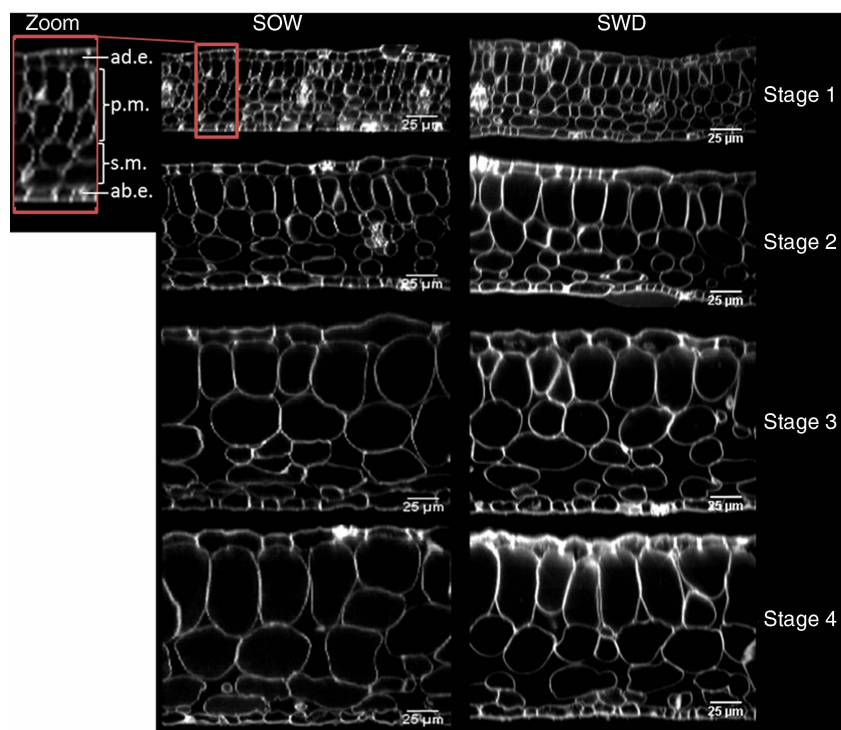 Zoom
SOW
SWD
ad.e.
p.m.
s.m.
ab.e.
25 µm
25 µm
Stage 1
25 µm
25 µm
Stage 2
25 µm
25 µm
Stage 3
25 µm
25 µm
Stage 4